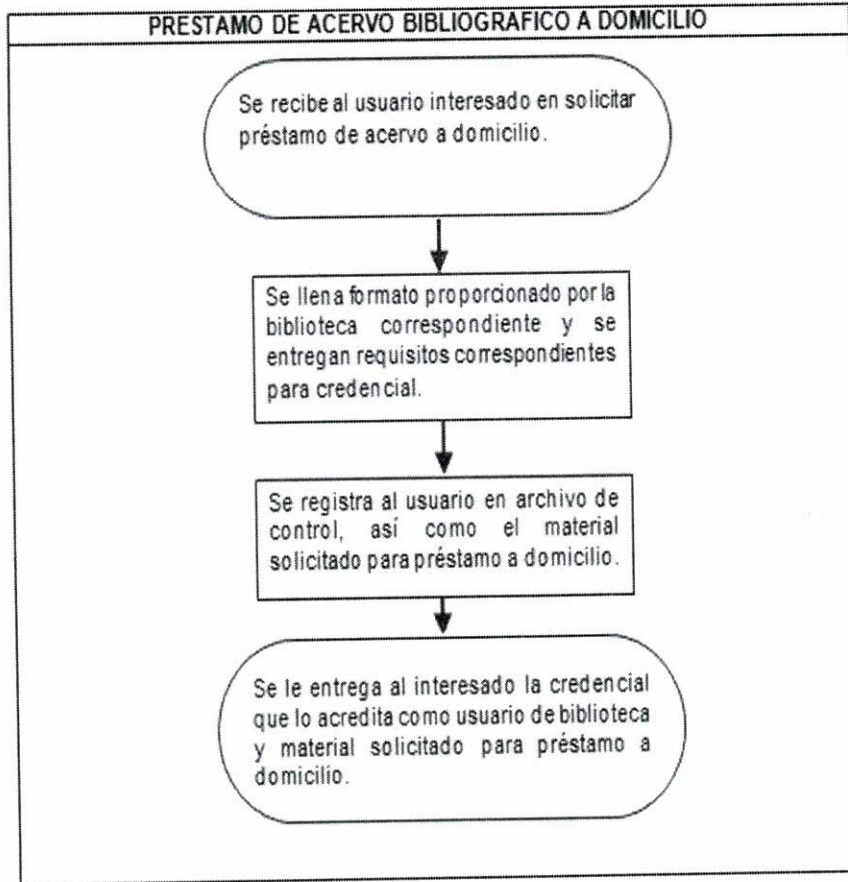 PRESTAMO DE ACERVO BIBLIOGRAFICO A DOMICILIO
Se recibe al usuario interesado en solicitar
préstamo de acervo a domicilio.
Se llena formato proporcionado por la
biblioteca correspondiente y se
entregan requisitos correspondientes
para credencial.
Se registra al usuario en archivo de
control, así como el material
solicitado para préstamo a domicilio.
Se le entrega al interesado la credencial
que lo acredita como usuario de biblioteca
y material solicitado para préstamo a
domicilio.